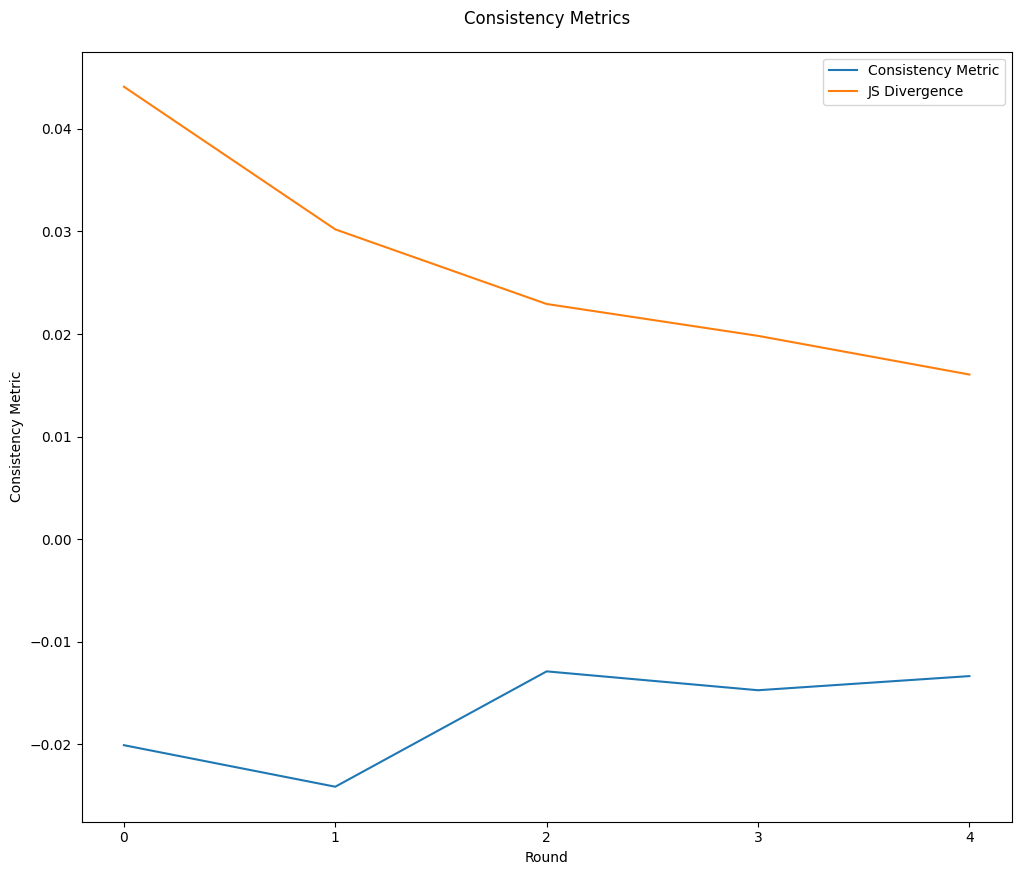 Consistency Metrics
Consistency Metric
JS Divergence
0.04
0.03
0.02
0.01
0.00
−0.01
−0.02
Consistency Metric
0
1
2
3
4
Round